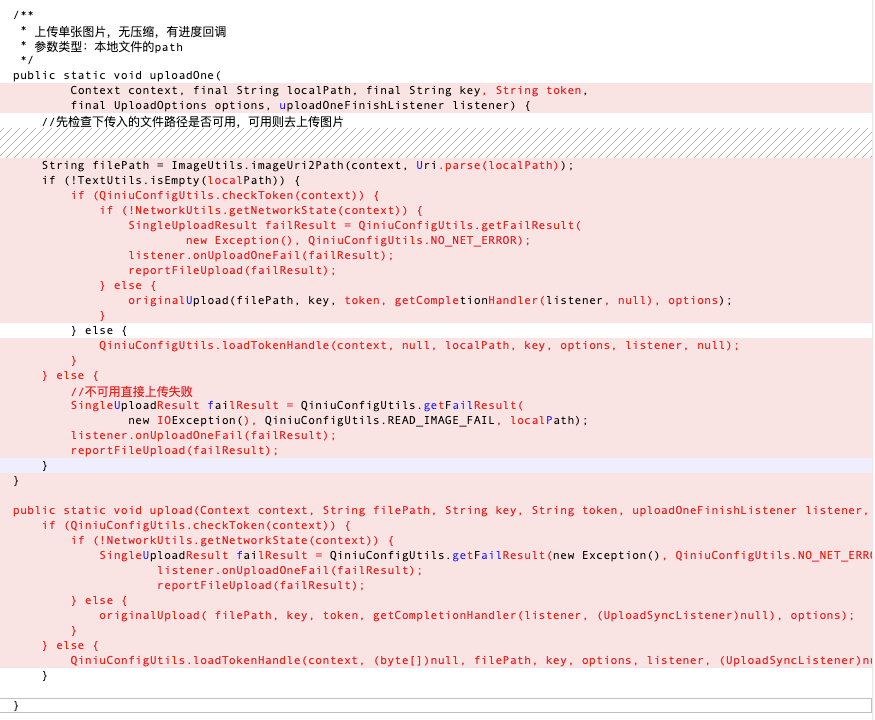 /**
 * 上传单张图片，无压缩，有进度回调
 * 参数类型：本地文件的path
 */
public static void uploadOne(
        Context context, final String localPath, final String key, String token,
        final UploadOptions options, uploadOneFinishListener listener) {
    //先检查下传入的文件路径是否可用，可用则去上传图片
    String filePath = ImageUtils.imageUri2Path(context, Uri.parse(localPath));
    if (!TextUtils.isEmpty(localPath)) {
        if (QiniuConfigUtils.checkToken(context)) {
            if (!NetworkUtils.getNetworkState(context)) {
                SingleUploadResult failResult = QiniuConfigUtils.getFailResult(
                        new Exception(), QiniuConfigUtils.NO_NET_ERROR);
                listener.onUploadOneFail(failResult);
                reportFileUpload(failResult);
            } else {
                originalUpload(filePath, key, token, getCompletionHandler(listener, null), options);
            }
        } else {
            QiniuConfigUtils.loadTokenHandle(context, null, localPath, key, options, listener, null);
        }
    } else {
        //不可用直接上传失败
        SingleUploadResult failResult = QiniuConfigUtils.getFailResult(
                new IOException(), QiniuConfigUtils.READ_IMAGE_FAIL, localPath);
        listener.onUploadOneFail(failResult);
        reportFileUpload(failResult);
    }
}
public static void upload(Context context, String filePath, String key, String token, uploadOneFinishListener listener,
    if (QiniuConfigUtils.checkToken(context)) {
        if (!NetworkUtils.getNetworkState(context)) {
            SingleUploadResult failResult = QiniuConfigUtils.getFailResult(new Exception(), QiniuConfigUtils.NO_NET_ERR
                    listener.onUploadOneFail(failResult);
                    reportFileUpload(failResult);
        } else {
            originalUpload( filePath, key, token, getCompletionHandler(listener, (UploadSyncListener)null), options);
        }
    } else {
        QiniuConfigUtils.loadTokenHandle(context, (byte[])null, filePath, key, options, listener, (UploadSyncListener)nu
    }
}